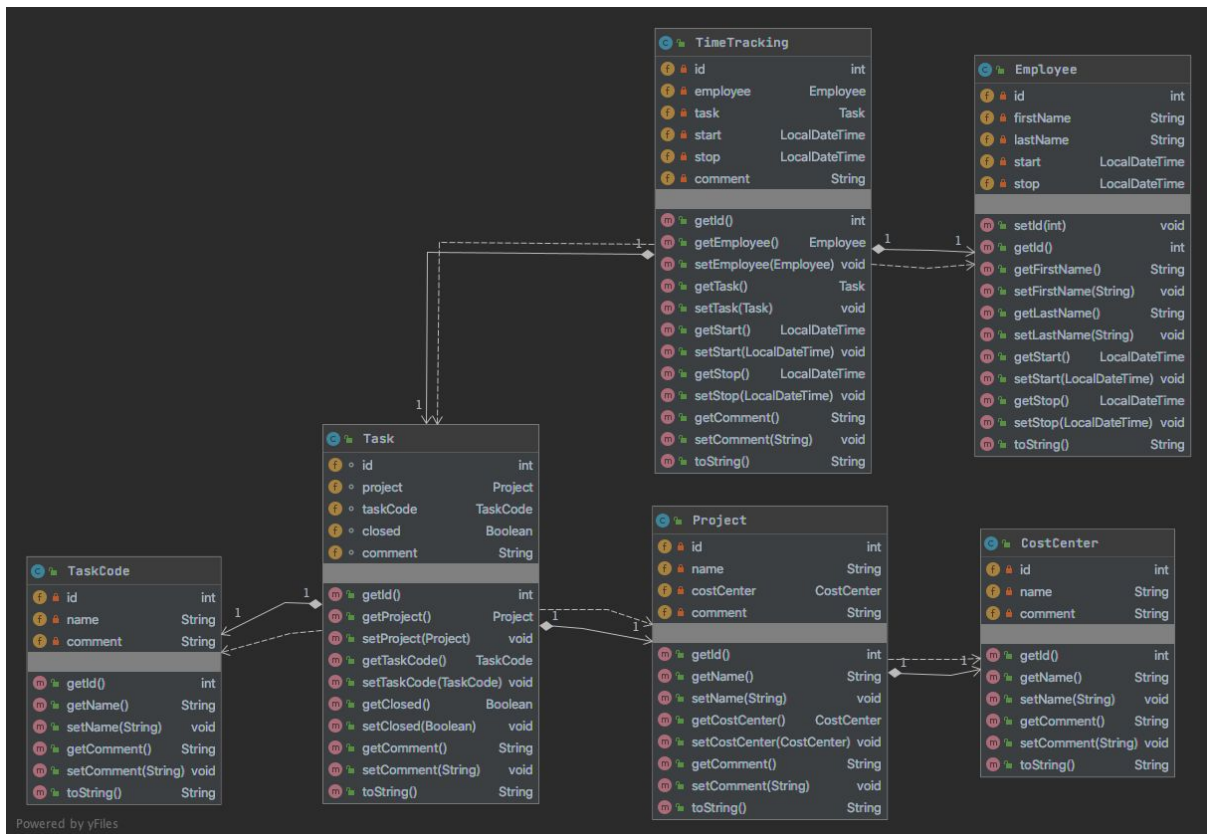 TimeTracking
id int
employee Employee
task Task
start LocalDateTime
stop LocalDateTime
comment String
getId() int
getEmployee() Employee
setEmployee(Employee) void
getTask() Task
setTask(Task) void
getStart() LocalDateTime
setStart(LocalDateTime) void
getStop() LocalDateTime
setStop(LocalDateTime) void
getComment() String
setComment(String) void
toString() String
Employee
id int
firstName String
lastName String
start LocalDateTime
stop LocalDateTime
setId(int) void
getId() int
getFirstName() String
setFirstName(String) void
getLastName() String
setLastName(String) void
getStart() LocalDateTime
setStart(LocalDateTime) void
getStop() LocalDateTime
setStop(LocalDateTime) void
toString() String
1
1
1
1
Task
id int
project Project
taskCode TaskCode
closed Boolean
comment String
getId() int
getProject() Project
setProject(Project) void
getTaskCode() TaskCode
setTaskCode(TaskCode) void
getClosed() Boolean
setClosed(Boolean) void
getComment() String
setComment(String) void
toString() String
TaskCode
id int
name String
comment String
getId() int
getName() String
setName(String) void
getComment() String
setComment(String) void
toString() String
1
1
1
1
Project
id int
name String
costCenter CostCenter
comment String
getId() int
getName() String
setName(String) void
getCostCenter() CostCenter
setCostCenter(CostCenter) void
getComment() String
setComment(String) void
toString() String
1
1
CostCenter
id int
name String
comment String
getId() int
getName() String
setName(String) void
getComment() String
setComment(String) void
toString() String
Powered by yFiles